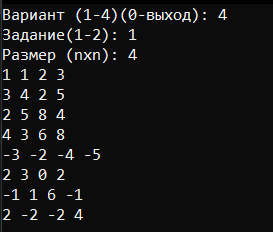 Вариант (1-4)(0-выход): 4
Задание(1-2): 1
Размер (nxn): 4
1 1 2 3
3 4 2 5
2 5 8 4
4 3 6 8
-3 -2 -4 -5
2 3 0 2
-1 1 6 -1
2 -2 -2 4